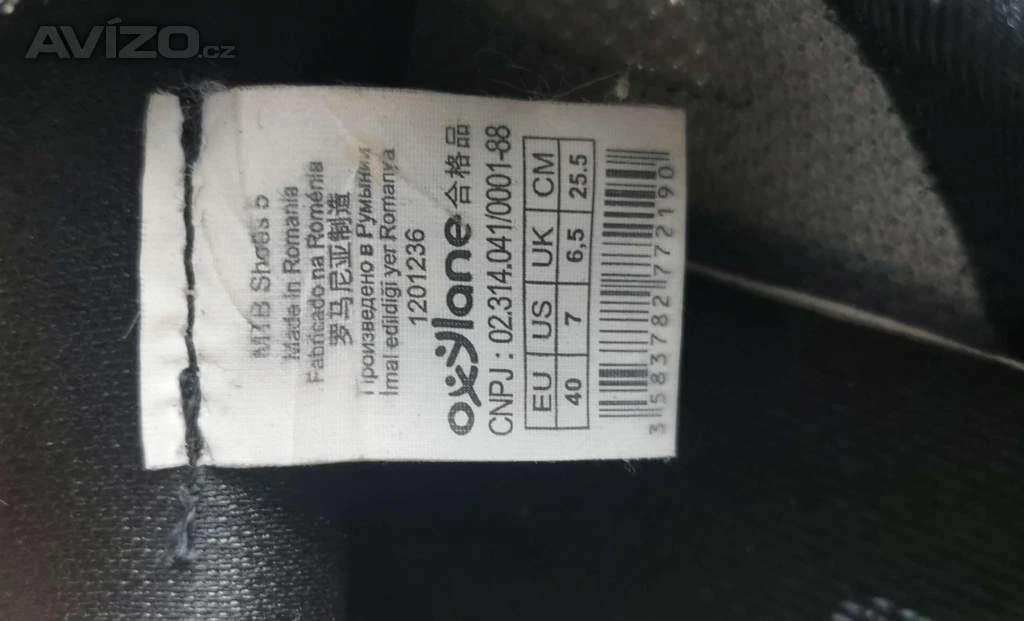 AVÍZO.cz
MTB Shoes 5
Made in Romania
Fabricado na Roménia
罗马尼亚制造
Произведено в Румынии
Imal edildiği yer Romanya
1201236
oxylane 合格品
CNPJ : 02.314.041/0001-88
EU US UK CM
40 7 6,5 25.5
3583782772190